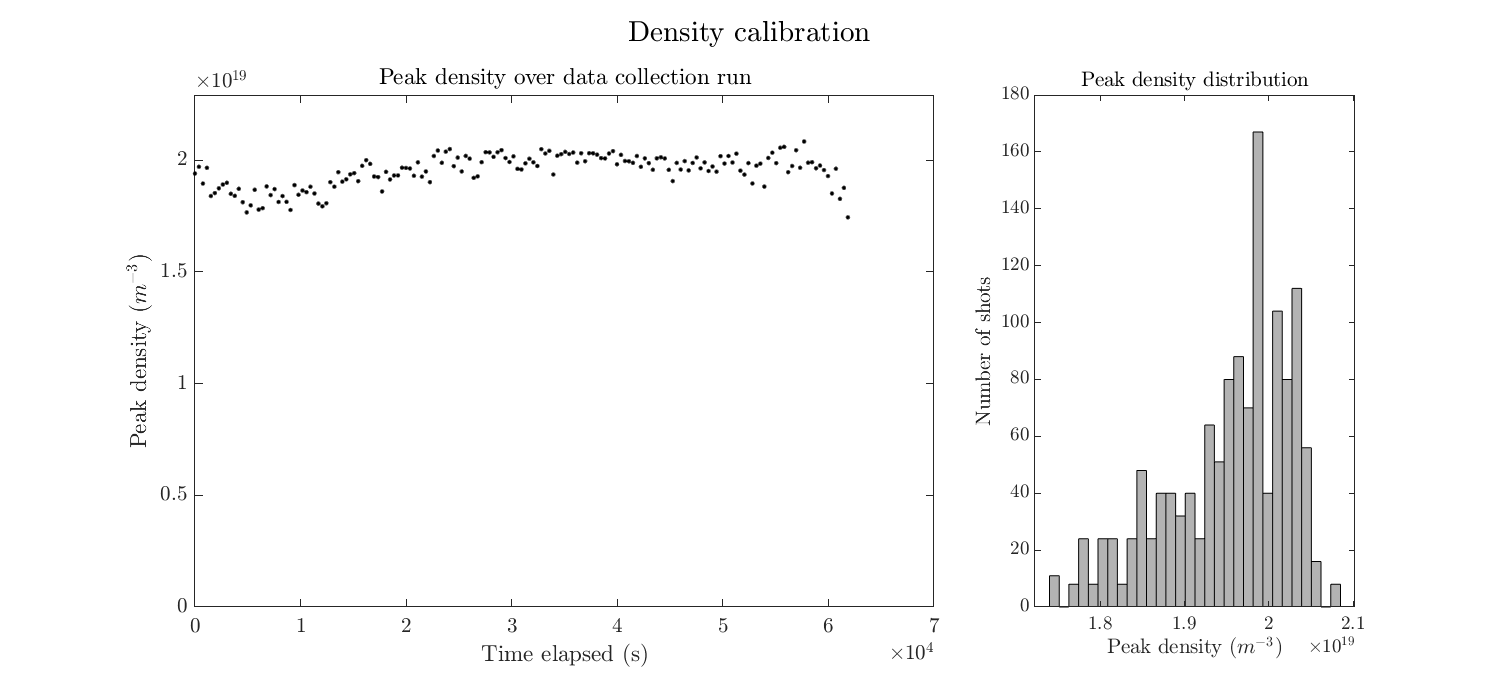 Density calibration
Peak density over data collection run
×10^19
Peak density (m^−3)
2
1.5
1
0.5
0
0 1 2 3 4 5 6 7
Time elapsed (s)
×10^4
Peak density distribution
Number of shots
180
160
140
120
100
80
60
40
20
0
1.8 1.9 2 2.1
Peak density (m^−3) ×10^19